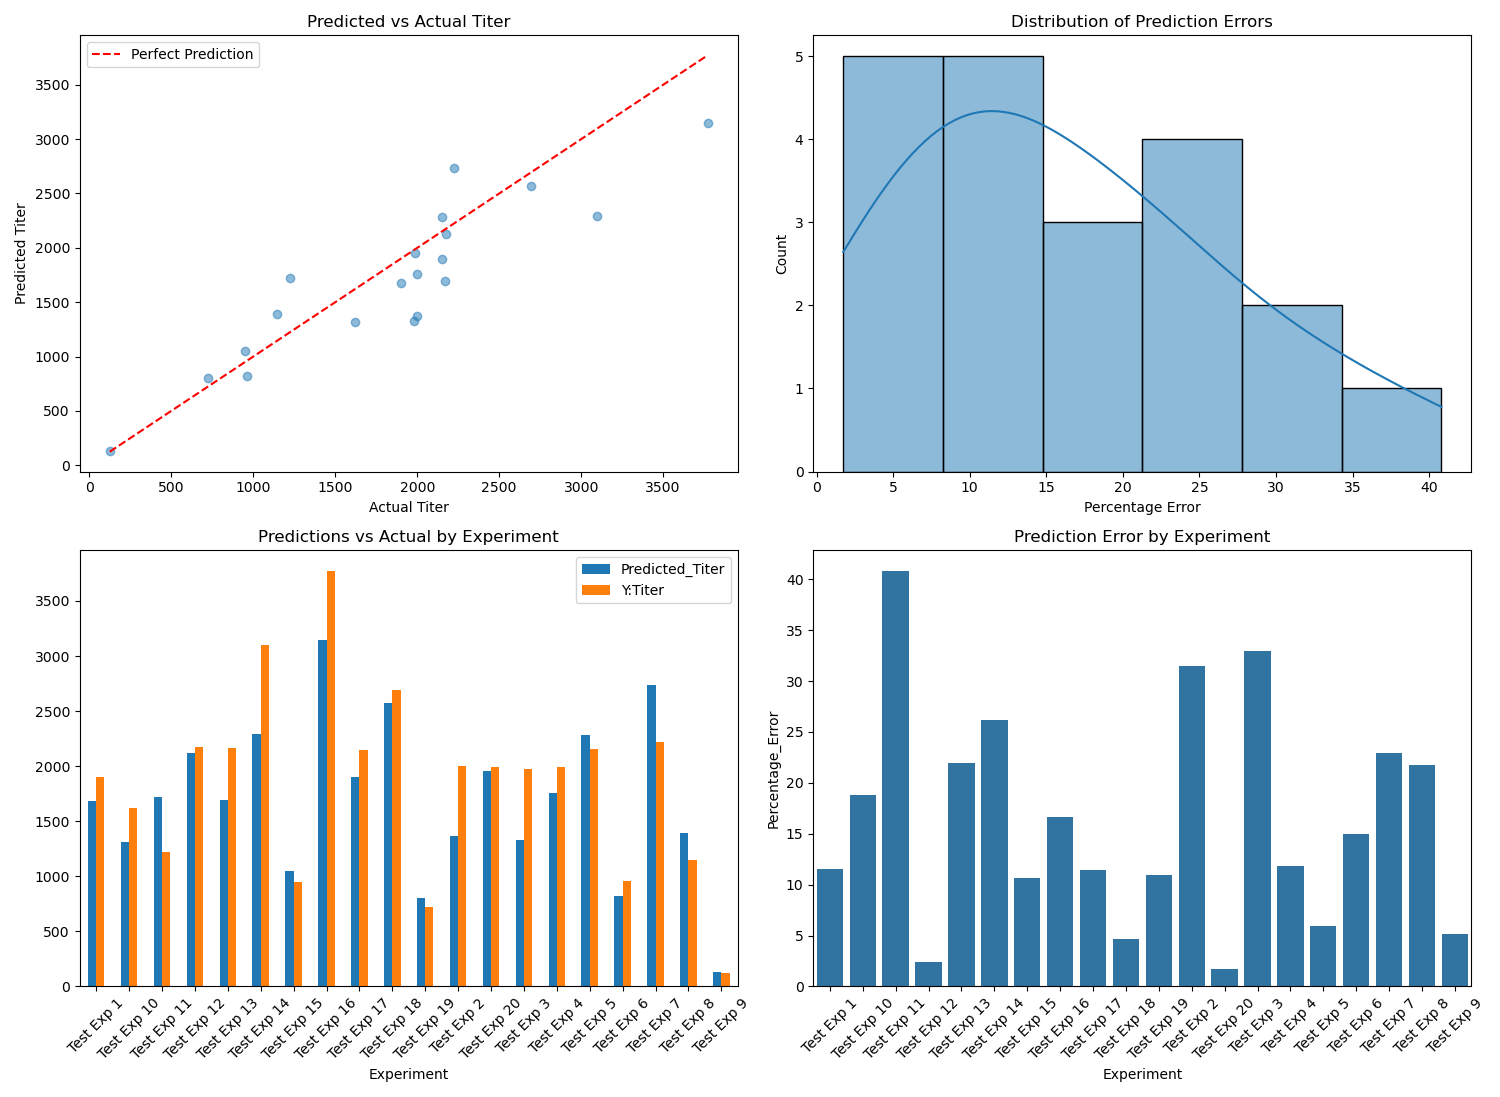 Predicted vs Actual Titer
Perfect Prediction
Predicted Titer
3500
3000
2500
2000
1500
1000
500
0
0 500 1000 1500 2000 2500 3000 3500
Actual Titer
Distribution of Prediction Errors
Count
5
4
3
2
1
0
0 5 10 15 20 25 30 35 40
Percentage Error
Predictions vs Actual by Experiment
Predicted_Titer
Y:Titer
3500
3000
2500
2000
1500
1000
500
0
Test Exp 1
Test Exp 10
Test Exp 11
Test Exp 12
Test Exp 13
Test Exp 14
Test Exp 15
Test Exp 16
Test Exp 17
Test Exp 18
Test Exp 19
Test Exp 2
Test Exp 20
Test Exp 3
Test Exp 4
Test Exp 5
Test Exp 6
Test Exp 7
Test Exp 8
Test Exp 9
Experiment
Prediction Error by Experiment
Percentage_Error
40
35
30
25
20
15
10
5
0
Test Exp 1
Test Exp 10
Test Exp 11
Test Exp 12
Test Exp 13
Test Exp 14
Test Exp 15
Test Exp 16
Test Exp 17
Test Exp 18
Test Exp 19
Test Exp 2
Test Exp 20
Test Exp 3
Test Exp 4
Test Exp 5
Test Exp 6
Test Exp 7
Test Exp 8
Test Exp 9
Experiment